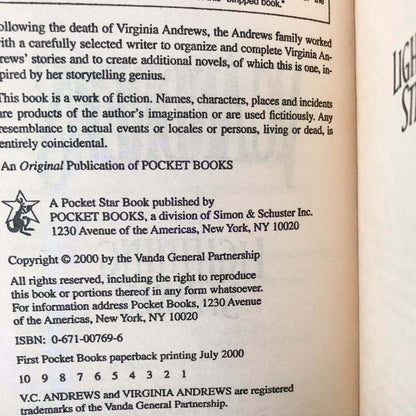 stripped book."
ollowing the death of Virginia Andrews, the Andrews family worked
with a carefully selected writer to organize and complete Virginia An-
rews' stories and to create additional novels, of which this is one, in-
pired by her storytelling genius.
This book is a work of fiction. Names, characters, places and incidents
are products of the author's imagination or are used fictitiously. Any
resemblance to actual events or locales or persons, living or dead, is
entirely coincidental.
An Original Publication of POCKET BOOKS
A Pocket Star Book published by
POCKET BOOKS, a division of Simon & Schuster Inc.
1230 Avenue of the Americas, New York, NY 10020
Copyright © 2000 by the Vanda General Partnership
All rights reserved, including the right to reproduce
this book or portions thereof in any form whatsoever.
For information address Pocket Books, 1230 Avenue
of the Americas, New York, NY 10020
ISBN: 0-671-00769-6
First Pocket Books paperback printing July 2000
10 9 8 7 6 5 4 3 2 1
V.C. ANDREWS and VIRGINIA ANDREWS are registered
trademarks of the Vanda General Partnership.
LIGH
ST